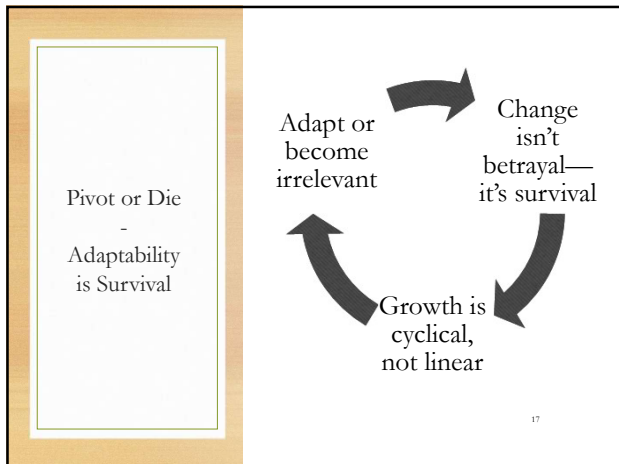 Pivot or Die
-
Adaptability
is Survival
Adapt or
become
irrelevant
Change
isn’t
betrayal—
it’s survival
Growth is
cyclical,
not linear
17